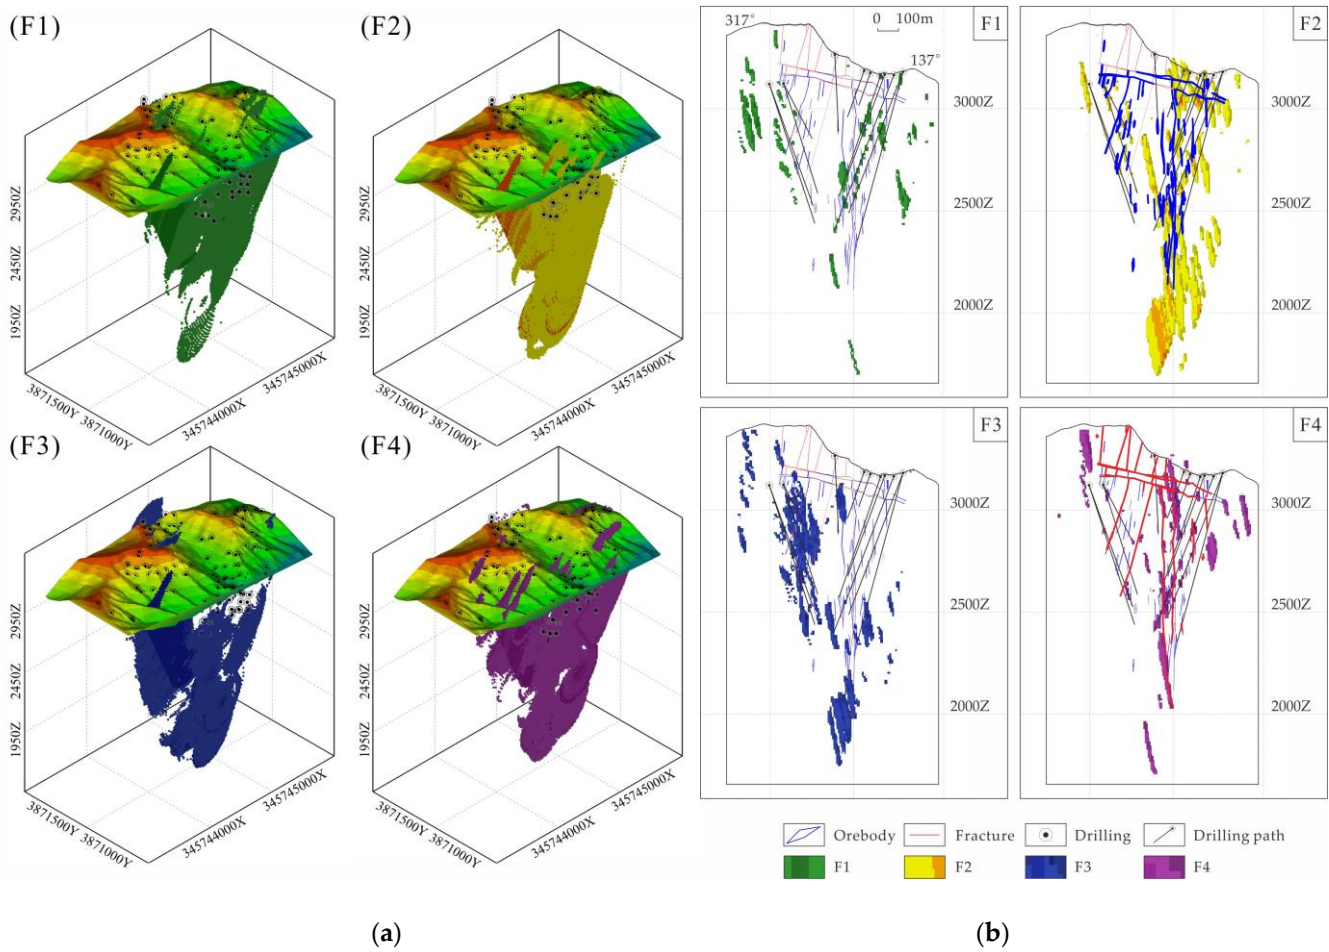 (F1)
2950Z
2450Z
1950Z
3871500Y
3871000Y
345744000X
345745000X
(F2)
2950Z
2450Z
1950Z
3871500Y
3871000Y
345744000X
345745000X
(F3)
2950Z
2450Z
1950Z
3871500Y
3871000Y
345744000X
345745000X
(F4)
2950Z
2450Z
1950Z
3871500Y
3871000Y
345744000X
345745000X
(a)
317°
0 100m
F1
137°
3000Z
2500Z
2000Z
F2
3000Z
2500Z
2000Z
F3
3000Z
2500Z
2000Z
F4
3000Z
2500Z
2000Z
Orebody Fracture Drilling Drilling path
F1 F2 F3 F4
(b)